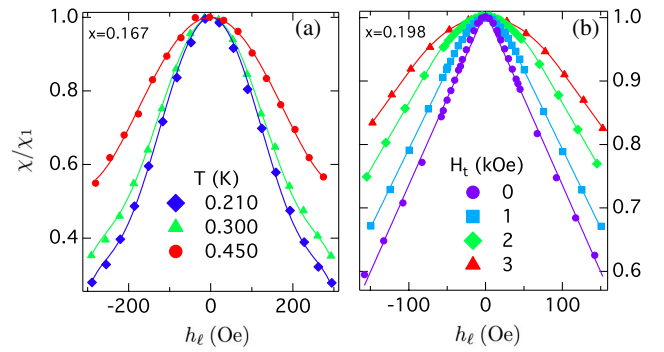 x=0.167
(a)
1.0
0.8
0.6
0.4
χ/χ₁
T (K)
0.210
0.300
0.450
-200
0
200
hℓ (Oe)
x=0.198
(b)
1.0
0.9
0.8
0.7
0.6
Hₜ (kOe)
0
1
2
3
-100
0
100
hℓ (Oe)